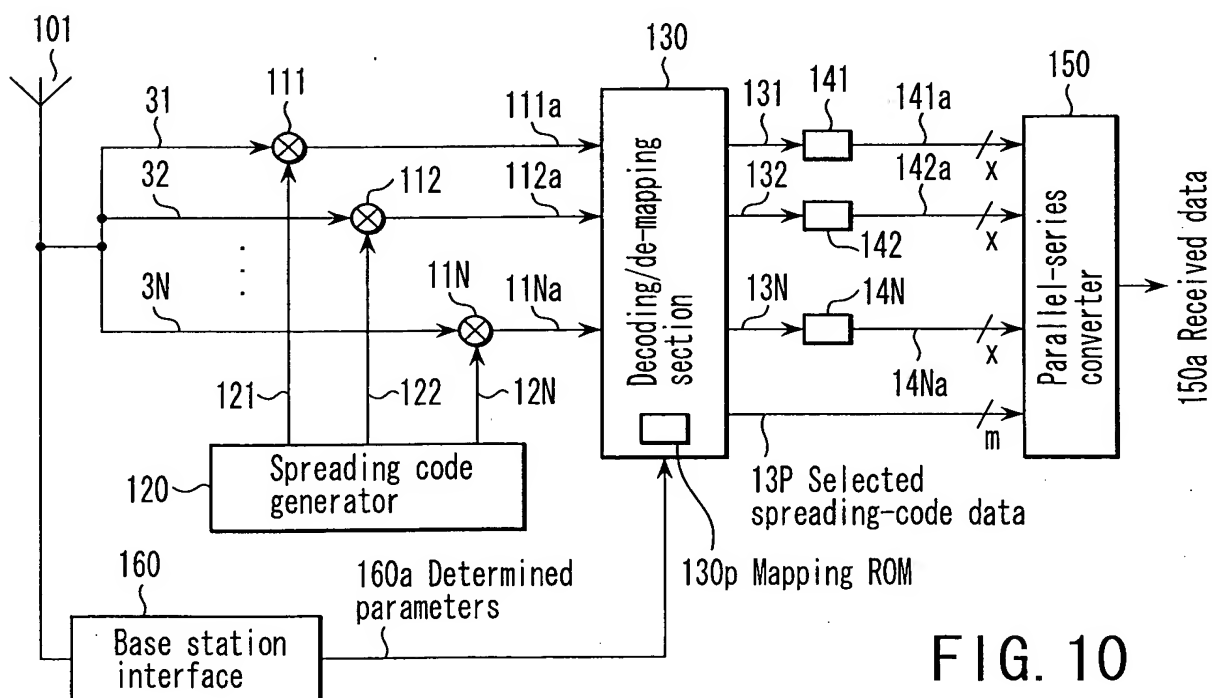 101
31
111
111a
130
131
141
141a
150
X
32
112
112a
132
142a
142
X
3N
11N
11Na
13N
14N
14Na
X
Decoding/de-mapping
section
Parallel-series
converter
150a Received data
121
122
12N
m
120
Spreading code
generator
13P Selected
spreading-code data
130p Mapping ROM
160
160a Determined
parameters
Base station
interface
FIG. 10